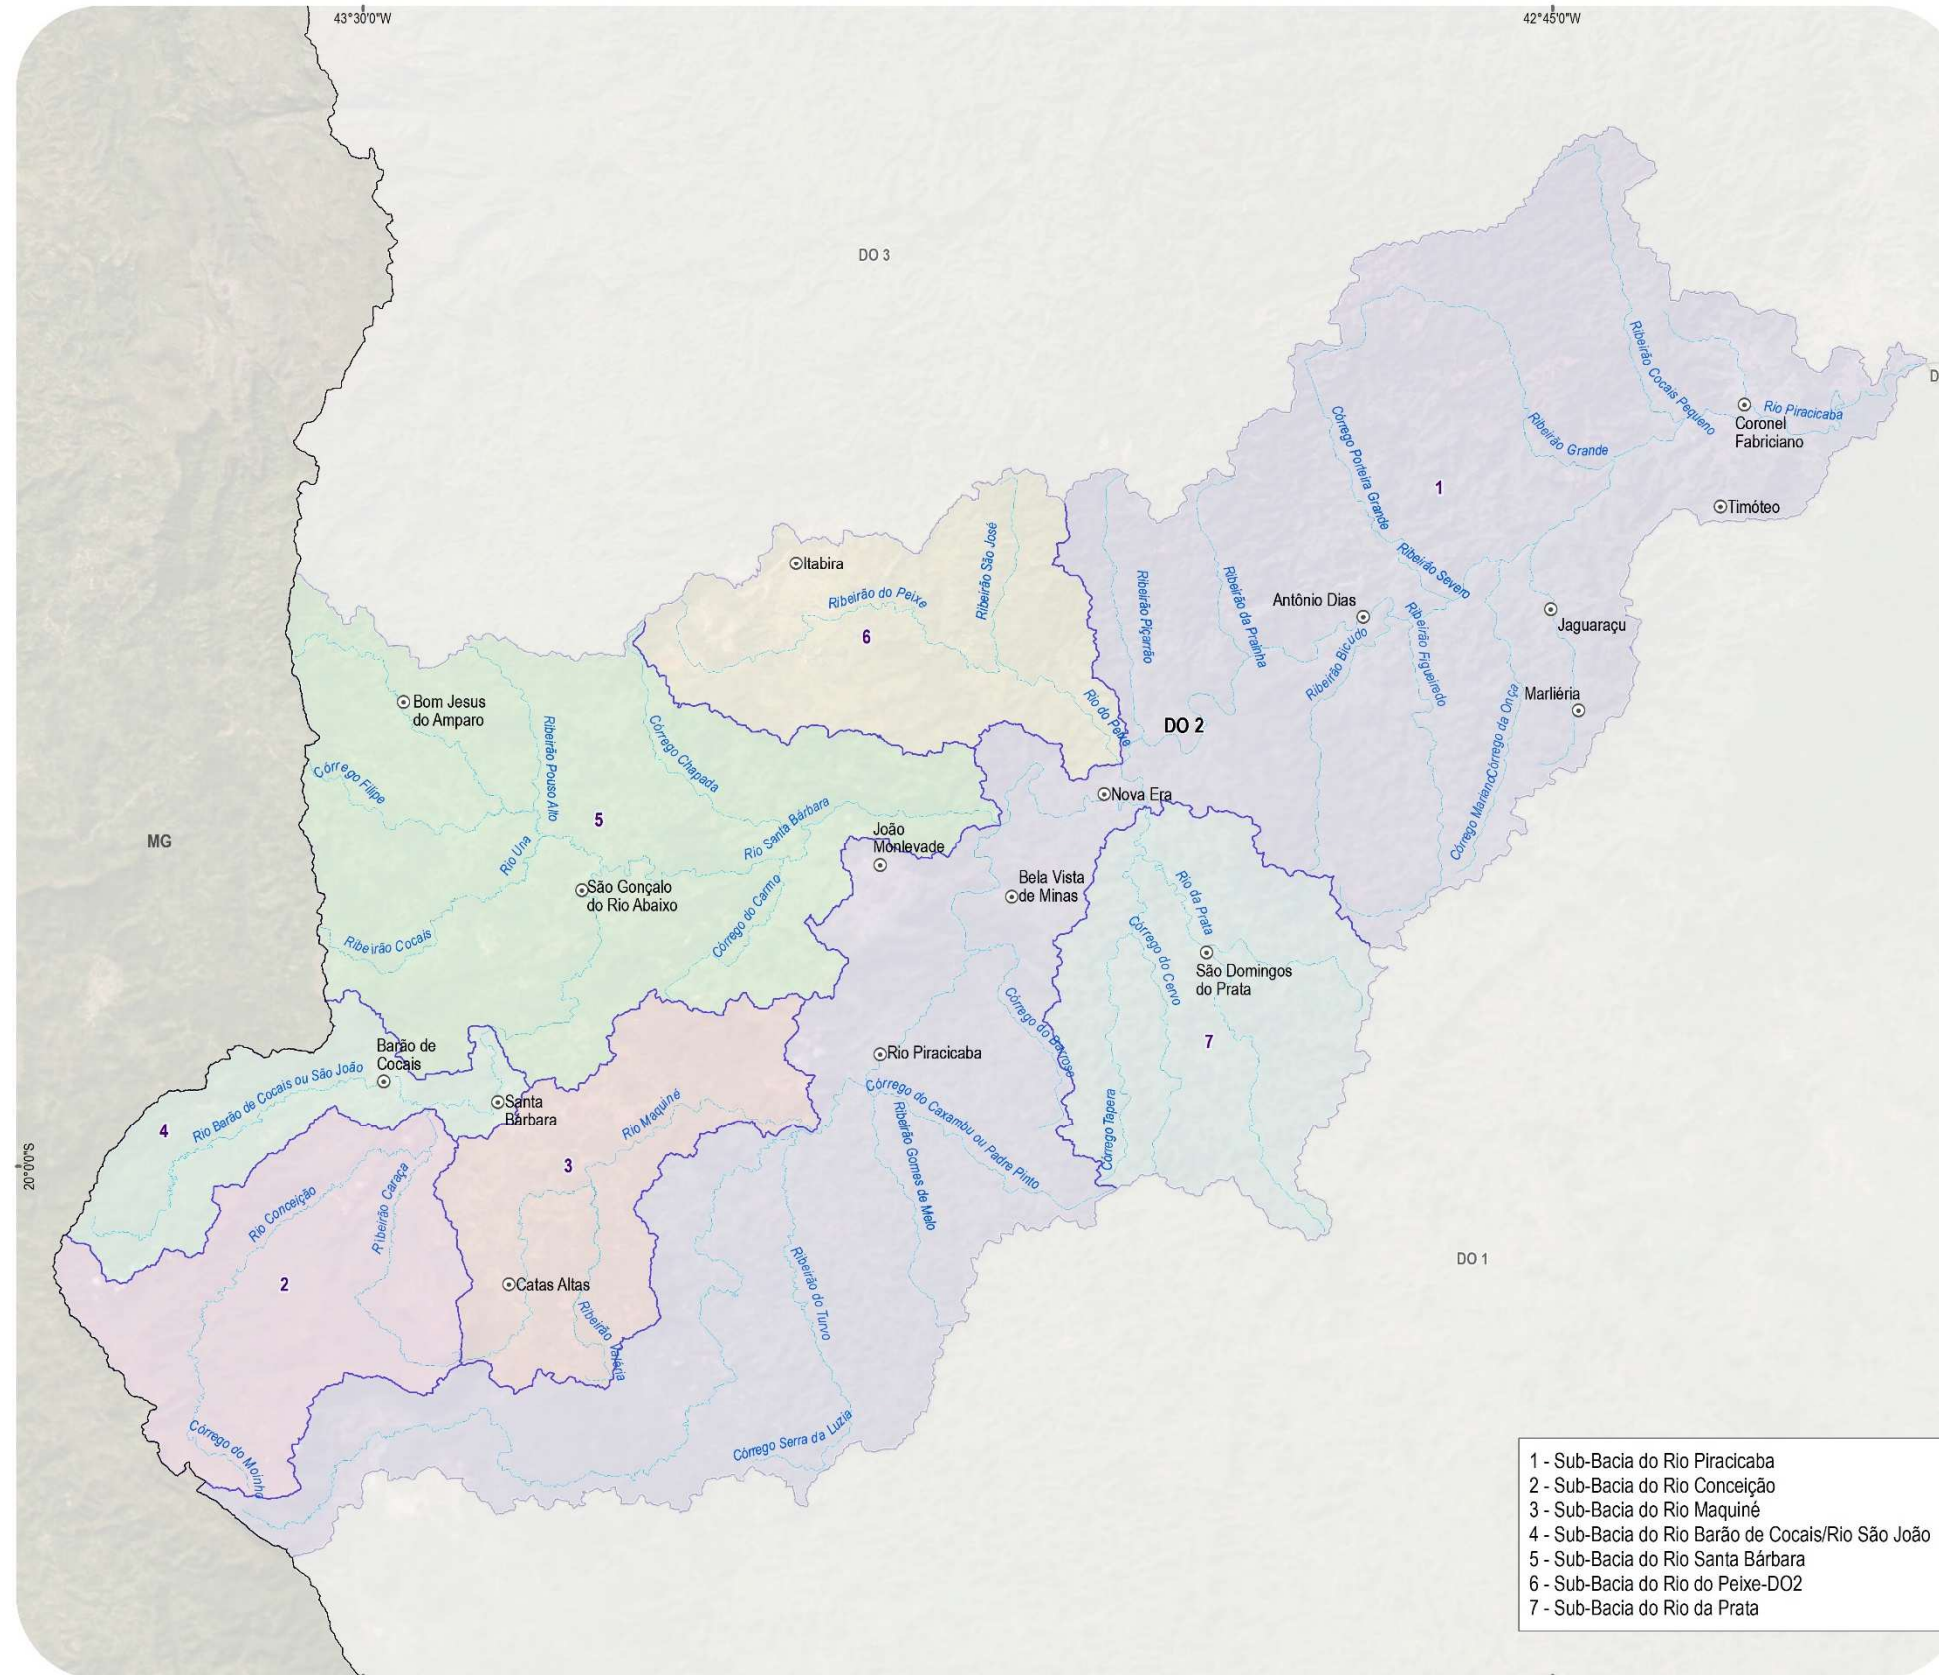 43°30'0"W
42°45'0"W
DO 3
D
Ribeirão Cocais Pequeno
Rio Piracicaba
Coronel
Fabriciano
Ribeirão Grande
Córrego Porteira Grande
1
Timóteo
Ribeirão São José
Itabira
Ribeirão do Peixe
6
Ribeirão Piçarrão
Ribeirão da Prainha
Ribeirão Severo
Antônio Dias
Ribeirão Bicudo
Ribeirão Figueiredo
Jaguaraçu
Marliéria
Córrego da Onça
Córrego Mariano
Rio do Peixe
DO 2
Bom Jesus
do Amparo
Ribeirão Pouso Alto
Córrego Chapada
Córrego Filipe
5
Nova Era
MG
Rio Una
Rio Santa Bárbara
João
Monlevade
São Gonçalo
do Rio Abaixo
Bela Vista
de Minas
Córrego do Carmo
Ribeirão Cocais
Rio da Prata
Córrego do Cervo
São Domingos
do Prata
Córrego do Barroso
7
Barão de
Cocais
Rio Piracicaba
Rio Barão de Cocais ou São João
Santa
Bárbara
4
Rio Maquiné
Córrego do Caxambu ou Padre Pinto
Ribeirão Gomes de Melo
Córrego Tapera
3
20°0'0"S
Rio Conceição
Ribeirão Caraça
2
Catas Altas
Ribeirão Valéria
Ribeirão do Turvo
DO 1
Córrego do Moinho
Córrego Serra da Luzia
1 - Sub-Bacia do Rio Piracicaba
2 - Sub-Bacia do Rio Conceição
3 - Sub-Bacia do Rio Maquiné
4 - Sub-Bacia do Rio Barão de Cocais/Rio São João
5 - Sub-Bacia do Rio Santa Bárbara
6 - Sub-Bacia do Rio do Peixe-DO2
7 - Sub-Bacia do Rio da Prata